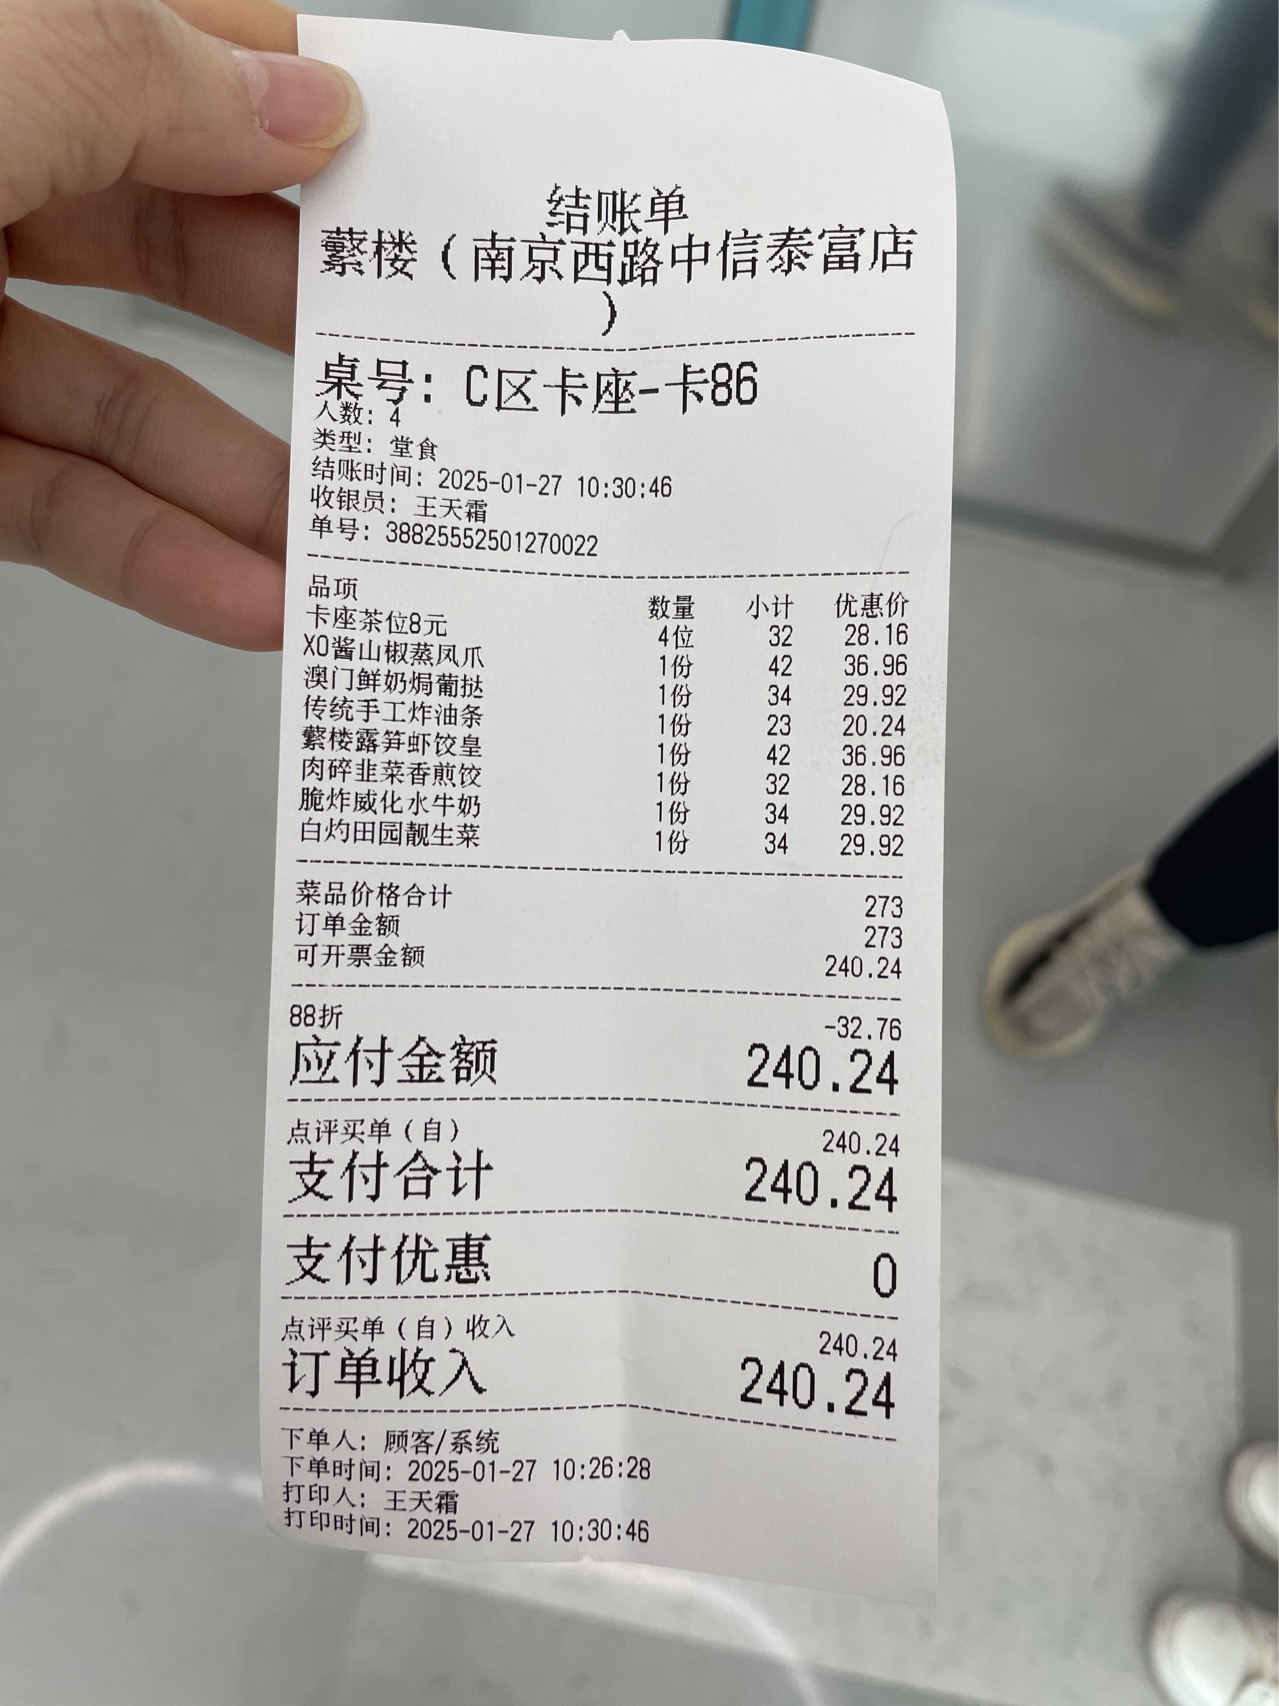 结账单
蘩楼（南京西路中信泰富店
）
桌号：C区卡座-卡86
人数：4
类型：堂食
结账时间：2025-01-27 10:30:46
收银员：王天霜
单号：38825552501270022
品项 数量 小计 优惠价
卡座茶位8元 4位 32 28.16
XO酱山椒蒸凤爪 1份 42 36.96
澳门鲜奶焗葡挞 1份 34 29.92
传统手工炸油条 1份 23 20.24
蘩楼露笋虾饺皇 1份 42 36.96
肉碎韭菜香煎饺 1份 32 28.16
脆炸威化水牛奶 1份 34 29.92
白灼田园靓生菜 1份 34 29.92
菜品价格合计 273
订单金额 273
可开票金额 240.24
88折 -32.76
应付金额 240.24
点评买单（自） 240.24
支付合计 240.24
支付优惠 0
点评买单（自）收入 240.24
订单收入 240.24
下单人：顾客/系统
下单时间：2025-01-27 10:26:28
打印人：王天霜
打印时间：2025-01-27 10:30:46